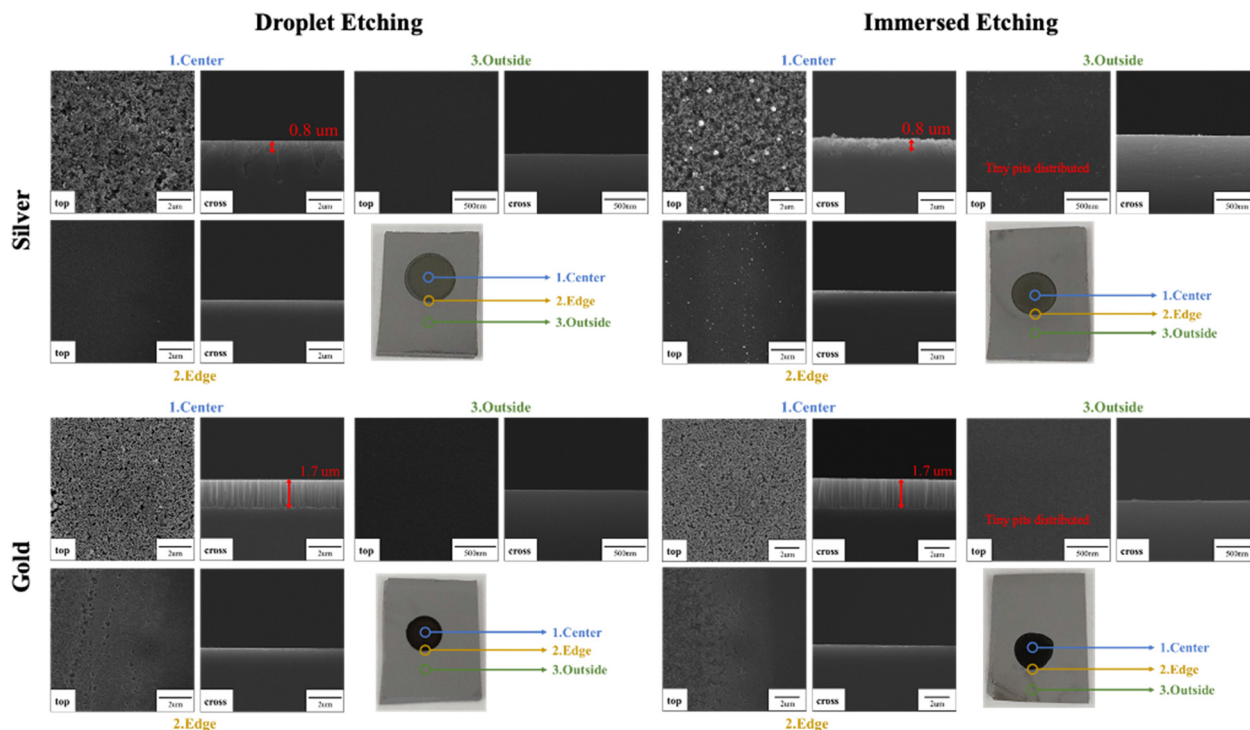 Droplet Etching
Immersed Etching
1.Center
3.Outside
1.Center
3.Outside
Silver
0.8 um
0.8 um
Tiny pits distributed
top
2um
cross
2um
top
500nm
cross
500nm
top
2um
cross
2um
top
500nm
cross
500nm
1.Center
2.Edge
3.Outside
1.Center
2.Edge
3.Outside
top
2um
cross
2um
top
2um
cross
2um
2.Edge
2.Edge
1.Center
3.Outside
1.Center
3.Outside
Gold
1.7 um
1.7 um
Tiny pits distributed
top
2um
cross
2um
top
500nm
cross
500nm
top
2um
cross
2um
top
500nm
cross
500nm
1.Center
2.Edge
3.Outside
1.Center
2.Edge
3.Outside
top
2um
cross
2um
top
2um
cross
2um
2.Edge
2.Edge